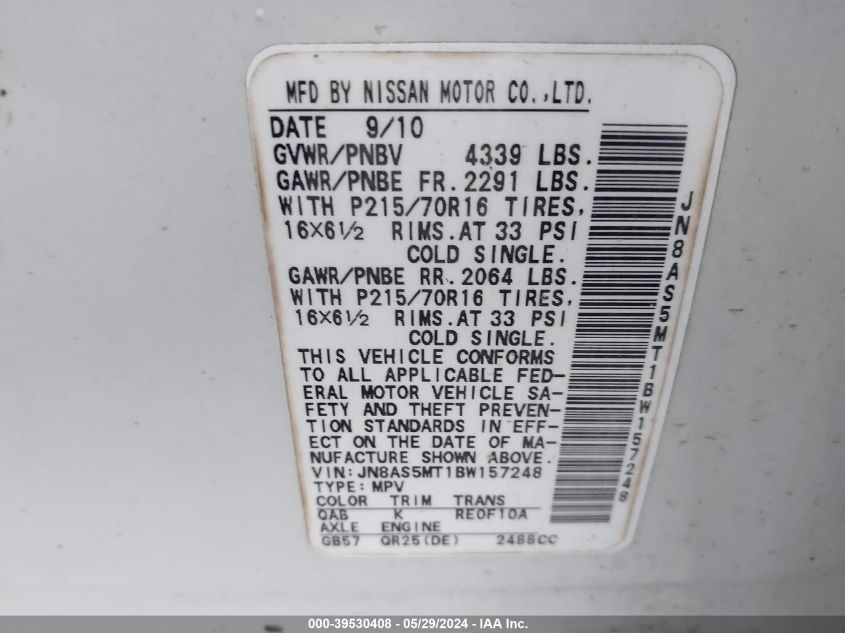 MFD BY NISSAN MOTOR CO.,LTD.
DATE 9/10
GVWR/PNBV 4339 LBS.
GAWR/PNBE FR. 2291 LBS.
WITH P215/70R16 TIRES,
16X6½ RIMS. AT 33 PSI
COLD SINGLE.
GAWR/PNBE RR. 2064 LBS.
WITH P215/70R16 TIRES,
16X6½ RIMS. AT 33 PSI
COLD SINGLE.
THIS VEHICLE CONFORMS
TO ALL APPLICABLE FED-
ERAL MOTOR VEHICLE SA-
FETY AND THEFT PREVEN-
TION STANDARDS IN EFF-
ECT ON THE DATE OF MA-
NUFACTURE SHOWN ABOVE.
VIN: JN8AS5MT1BW157248
TYPE: MPV
COLOR TRIM TRANS
QAB K RE0F10A
AXLE ENGINE
GB57 QR25(DE) 2488CC
JN8AS5MT1BW157248
000-39530408 - 05/29/2024 - IAA Inc.